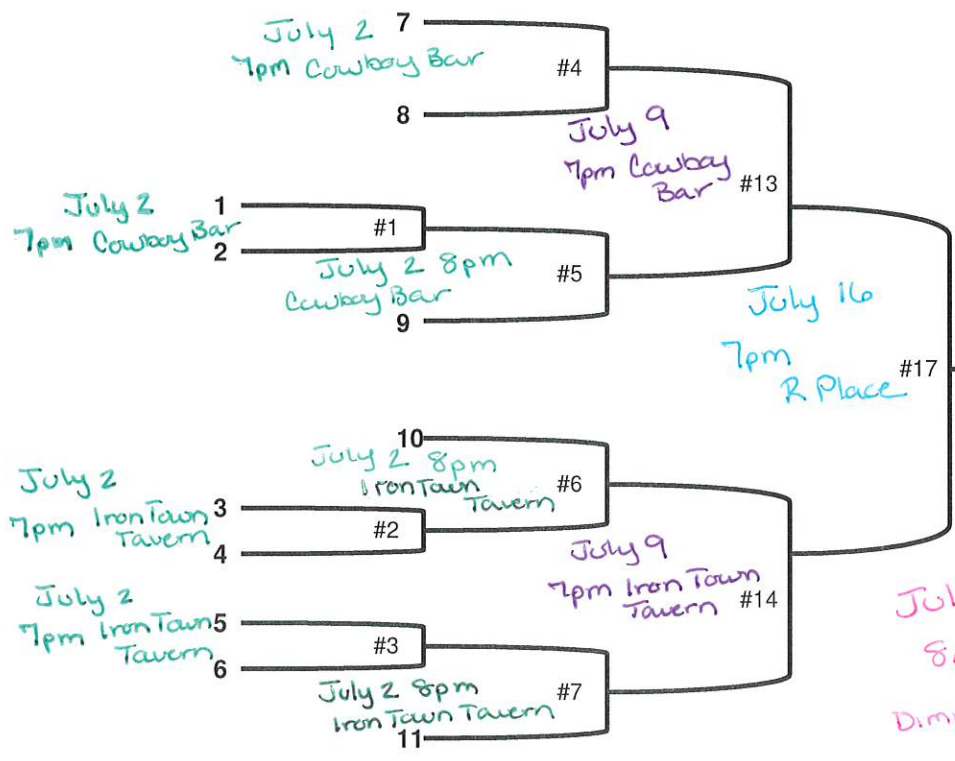 July 2
7
7pm Cowboy Bar
#4
8
July 9
7pm Cowboy
Bar
#13
July 2
1
7pm Cowboy Bar
#1
2
July 2 8pm
Cowboy Bar
#5
9
July 16
7pm
R Place
#17
10
July 2 8pm
Iron Town
Tavern
#6
July 2
7pm Iron Town
Tavern
3
#2
4
July 9
7pm Iron Town
Tavern
#14
July 2
7pm Iron Town
Tavern
5
#3
6
July 2 8pm
Iron Town Tavern
#7
11